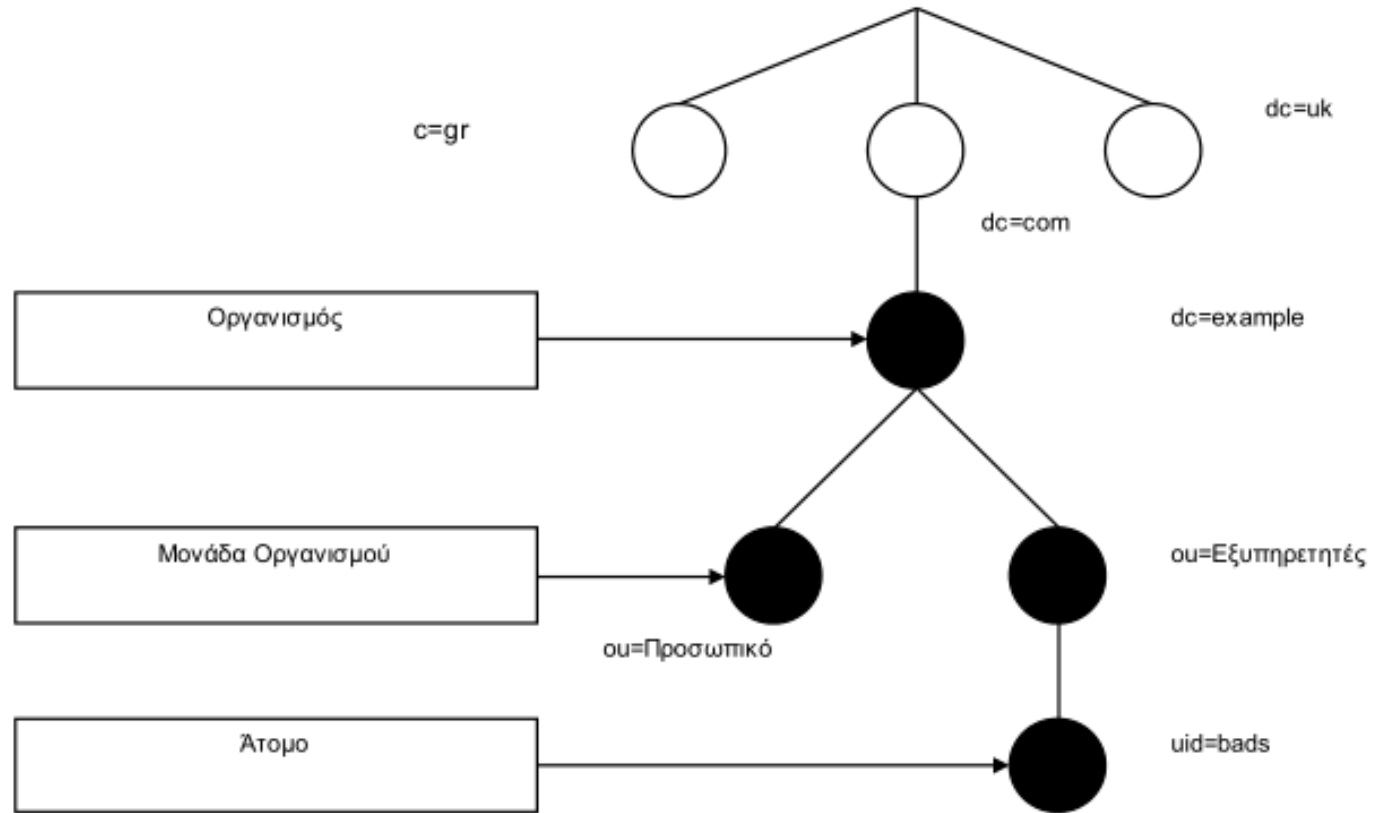 dc=uk
c=gr
dc=com
Οργανισμός
dc=example
Μονάδα Οργανισμού
ou=Εξυπηρετητές
ou=Προσωπικό
Άτομο
uid=bads